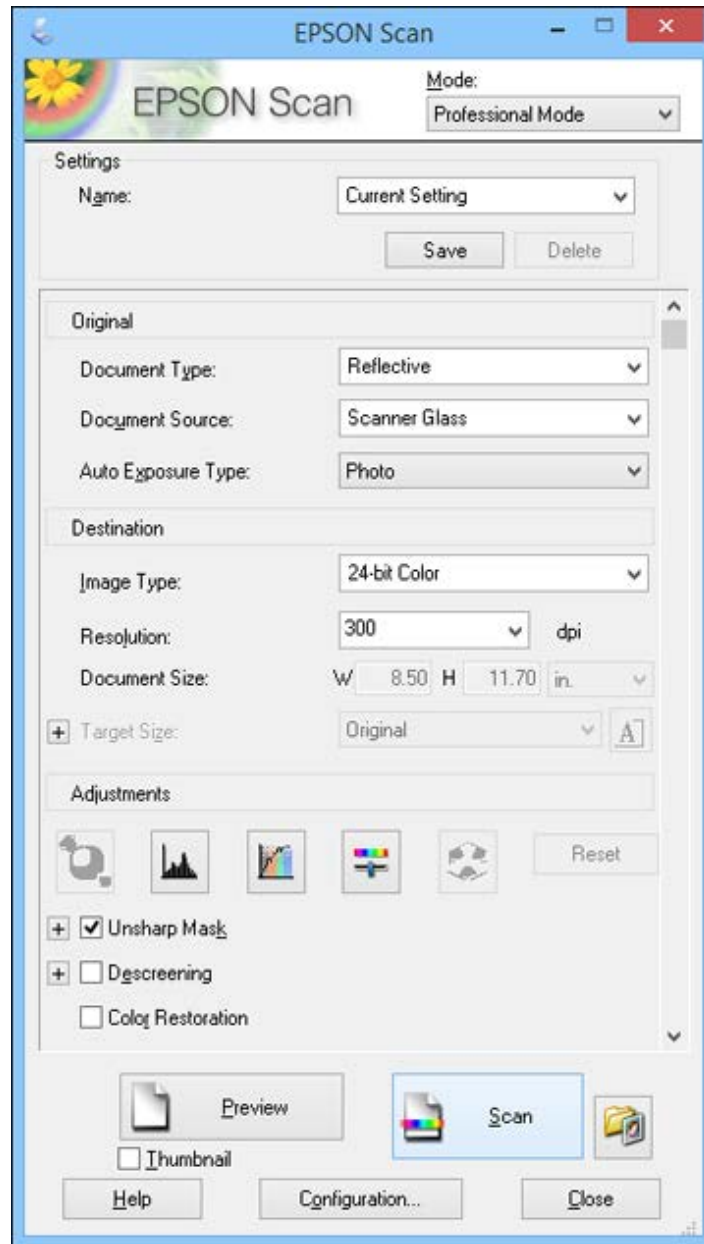 EPSON Scan
EPSON Scan
Mode:
Professional Mode
Settings
Name: Current Setting
Save Delete
Original
Document Type: Reflective
Document Source: Scanner Glass
Auto Exposure Type: Photo
Destination
Image Type: 24-bit Color
Resolution: 300 dpi
Document Size: W 8.50 H 11.70 in.
Target Size: Original A
Adjustments
Reset
Unsharp Mask
Descreening
Color Restoration
Preview Scan
Thumbnail
Help Configuration... Close